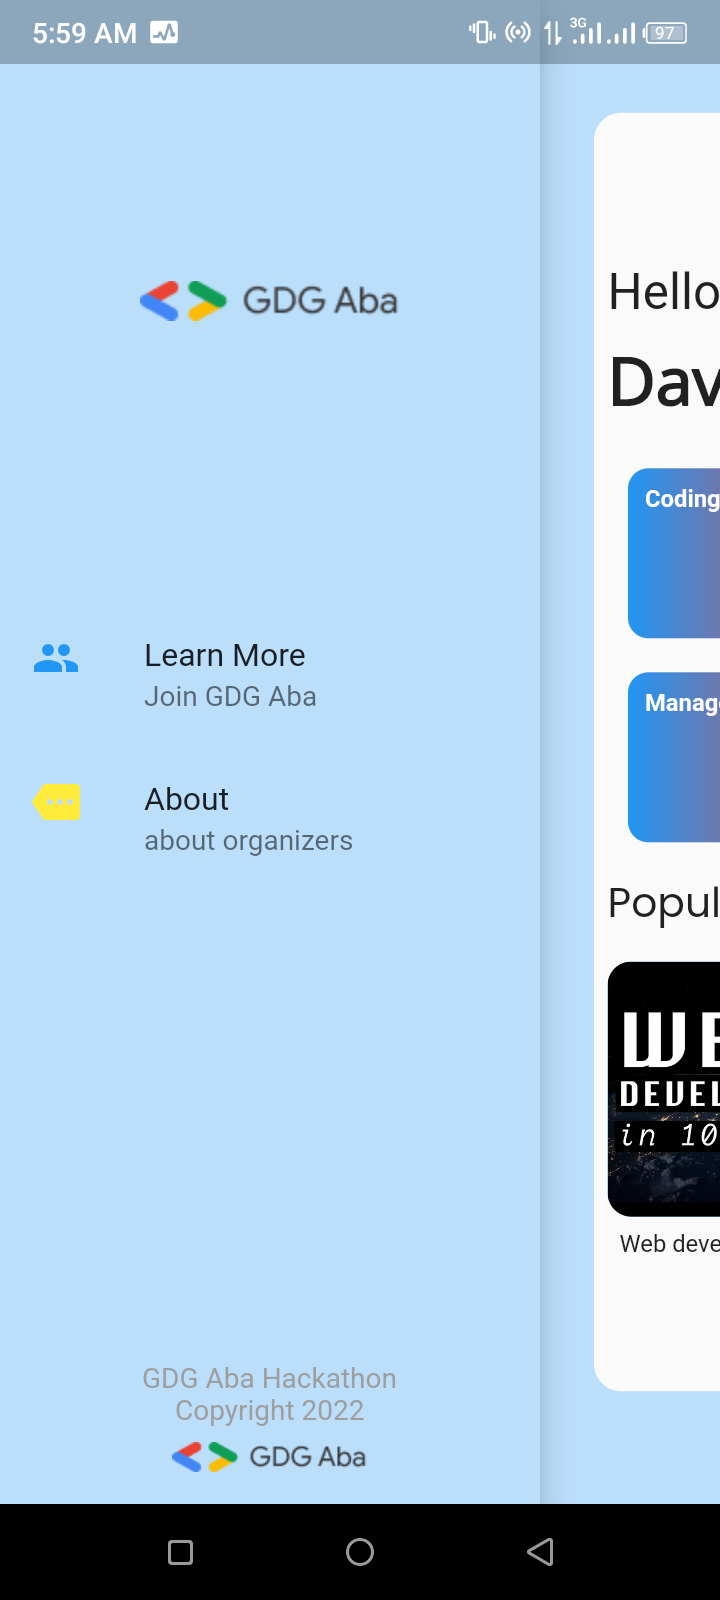 5:59 AM
3G
97
GDG Aba
Learn More
Join GDG Aba
About
about organizers
GDG Aba Hackathon
Copyright 2022
GDG Aba
Hello
Dav
Coding
Manag
Popul
WE
DEVEL
in 10
Web deve